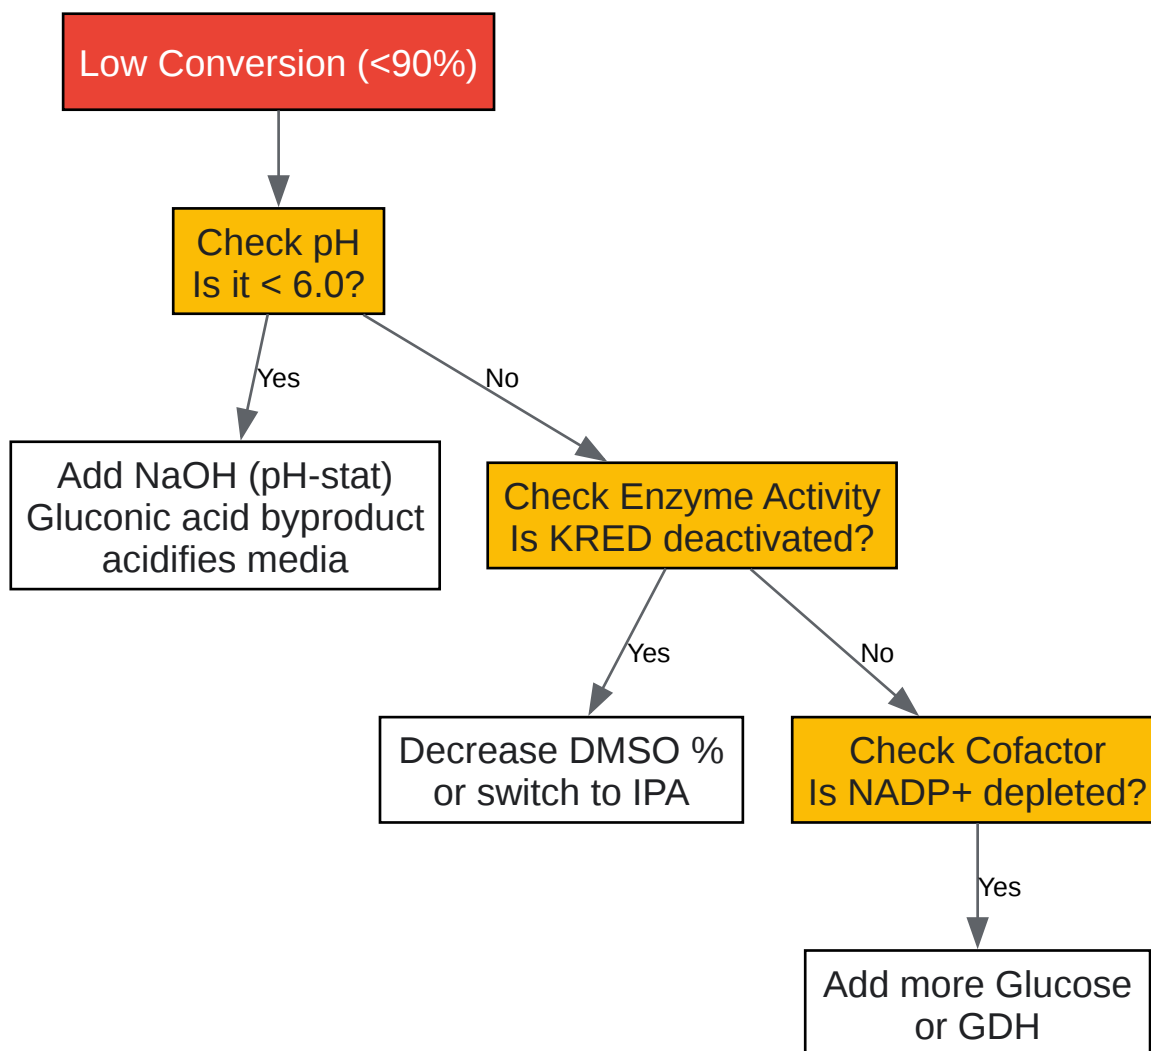 Low Conversion (<90%)
Check pH
Is it < 6.0?
Yes
No
Add NaOH (pH-stat)
Gluconic acid byproduct
acidifies media
Check Enzyme Activity
Is KRED deactivated?
Yes
No
Decrease DMSO %
or switch to IPA
Check Cofactor
Is NADP+ depleted?
Yes
Add more Glucose
or GDH